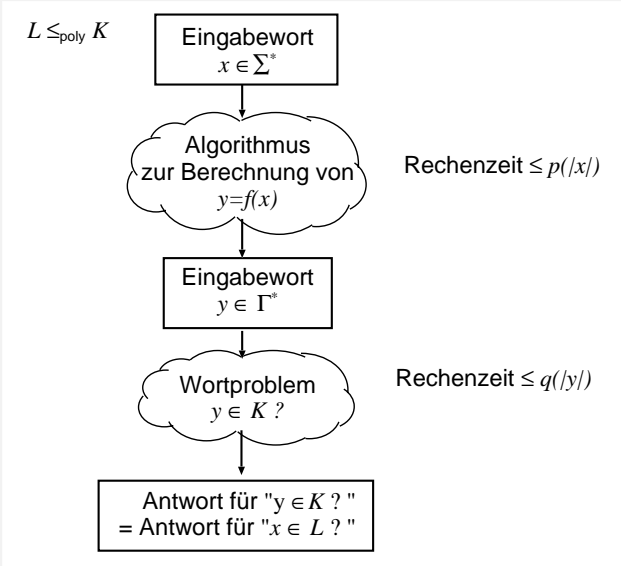 L ≤poly K
Eingabewort
x ∈ Σ*
Algorithmus
zur Berechnung von
y=f(x)
Rechenzeit ≤ p(|x|)
Eingabewort
y ∈ Γ*
Wortproblem
y ∈ K ?
Rechenzeit ≤ q(|y|)
Antwort für "y ∈ K ? "
= Antwort für "x ∈ L ? "